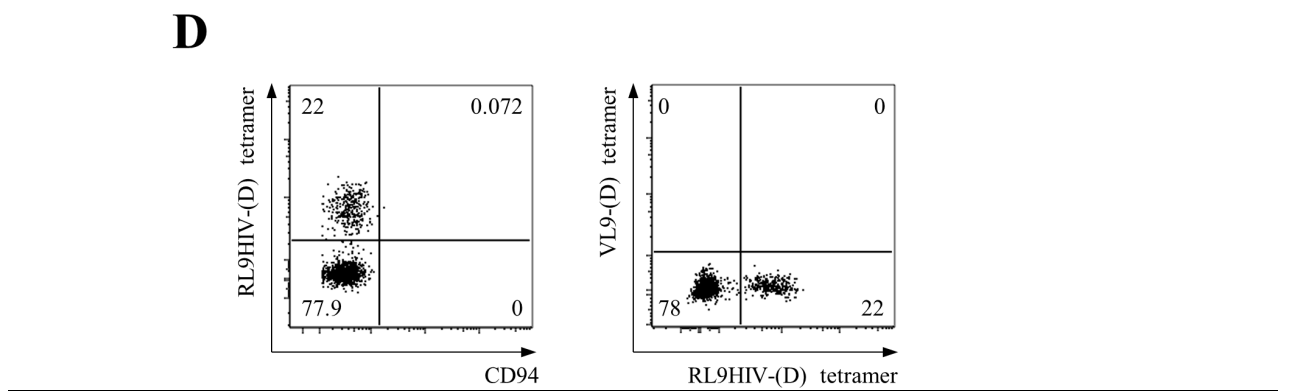 D
22
0.072
77.9
0
RL9HIV-(D) tetramer
CD94
0
0
78
22
VL9-(D) tetramer
RL9HIV-(D) tetramer